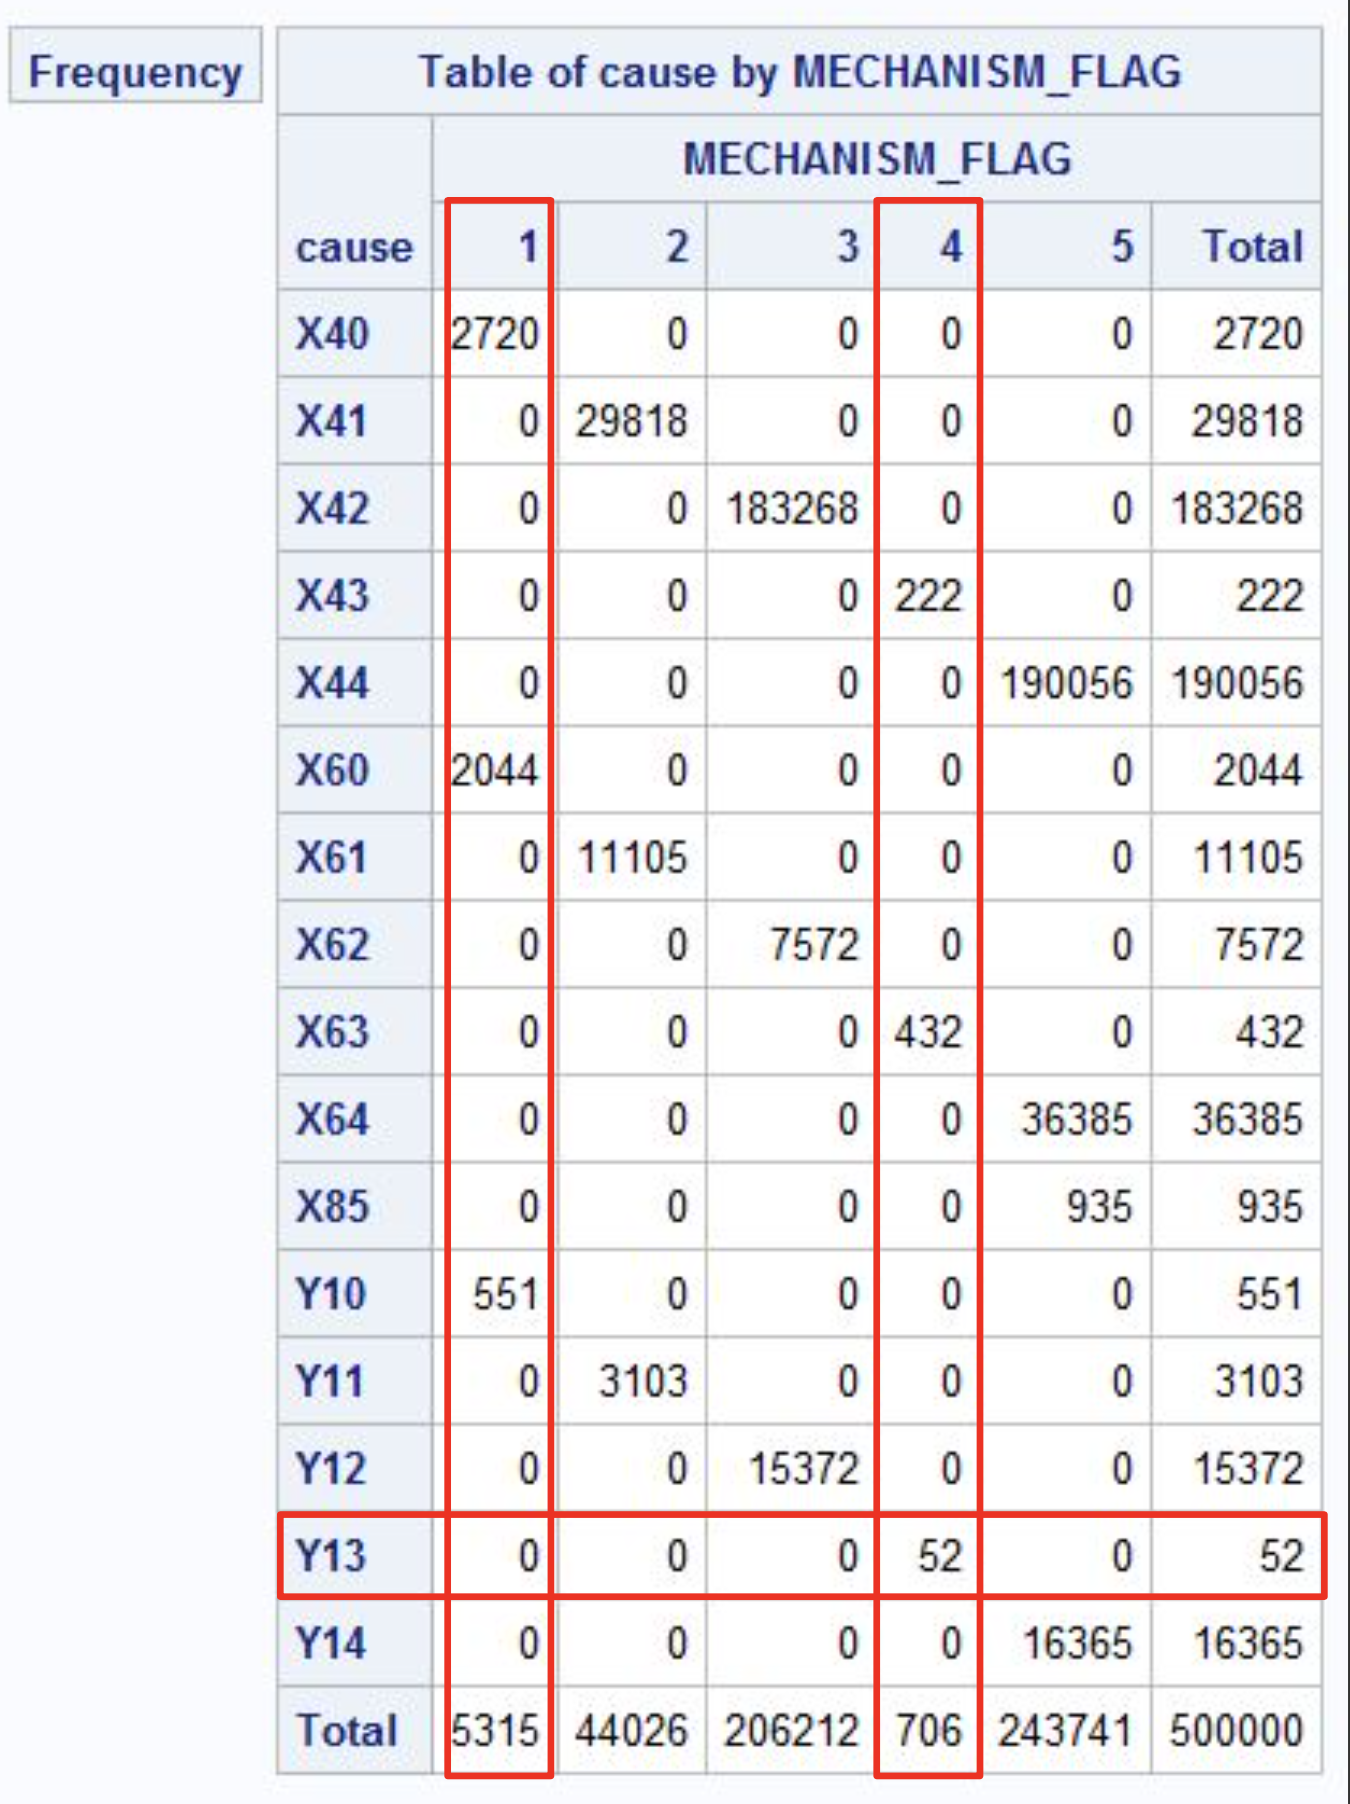 Frequency
Table of cause by MECHANISM_FLAG
MECHANISM_FLAG
cause 1 2 3 4 5 Total
X40 2720 0 0 0 0 2720
X41 0 29818 0 0 0 29818
X42 0 0 183268 0 0 183268
X43 0 0 0 222 0 222
X44 0 0 0 0 190056 190056
X60 2044 0 0 0 0 2044
X61 0 11105 0 0 0 11105
X62 0 0 7572 0 0 7572
X63 0 0 0 432 0 432
X64 0 0 0 0 36385 36385
X85 0 0 0 0 935 935
Y10 551 0 0 0 0 551
Y11 0 3103 0 0 0 3103
Y12 0 0 15372 0 0 15372
Y13 0 0 0 52 0 52
Y14 0 0 0 0 16365 16365
Total 5315 44026 206212 706 243741 500000